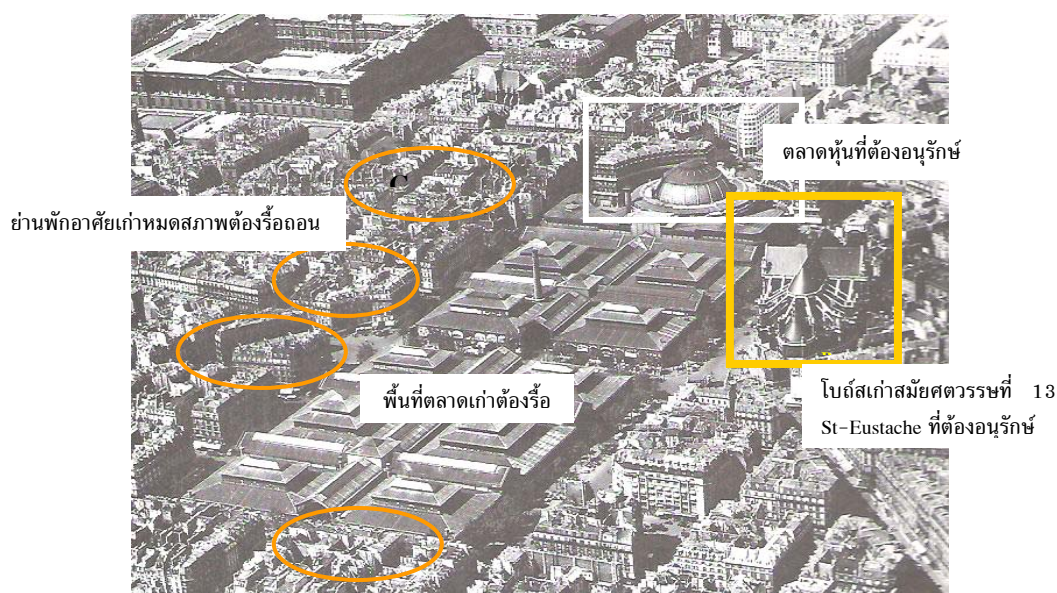 ตลาดหุ้นที่ต้องอนุรักษ์
ย่านพักอาศัยเก่าหมดสภาพต้องรื้อถอน
พื้นที่ตลาดเก่าต้องรื้อ
โบถ์สเก่าสมัยศตวรรษที่ 13
St-Eustache ที่ต้องอนุรักษ์